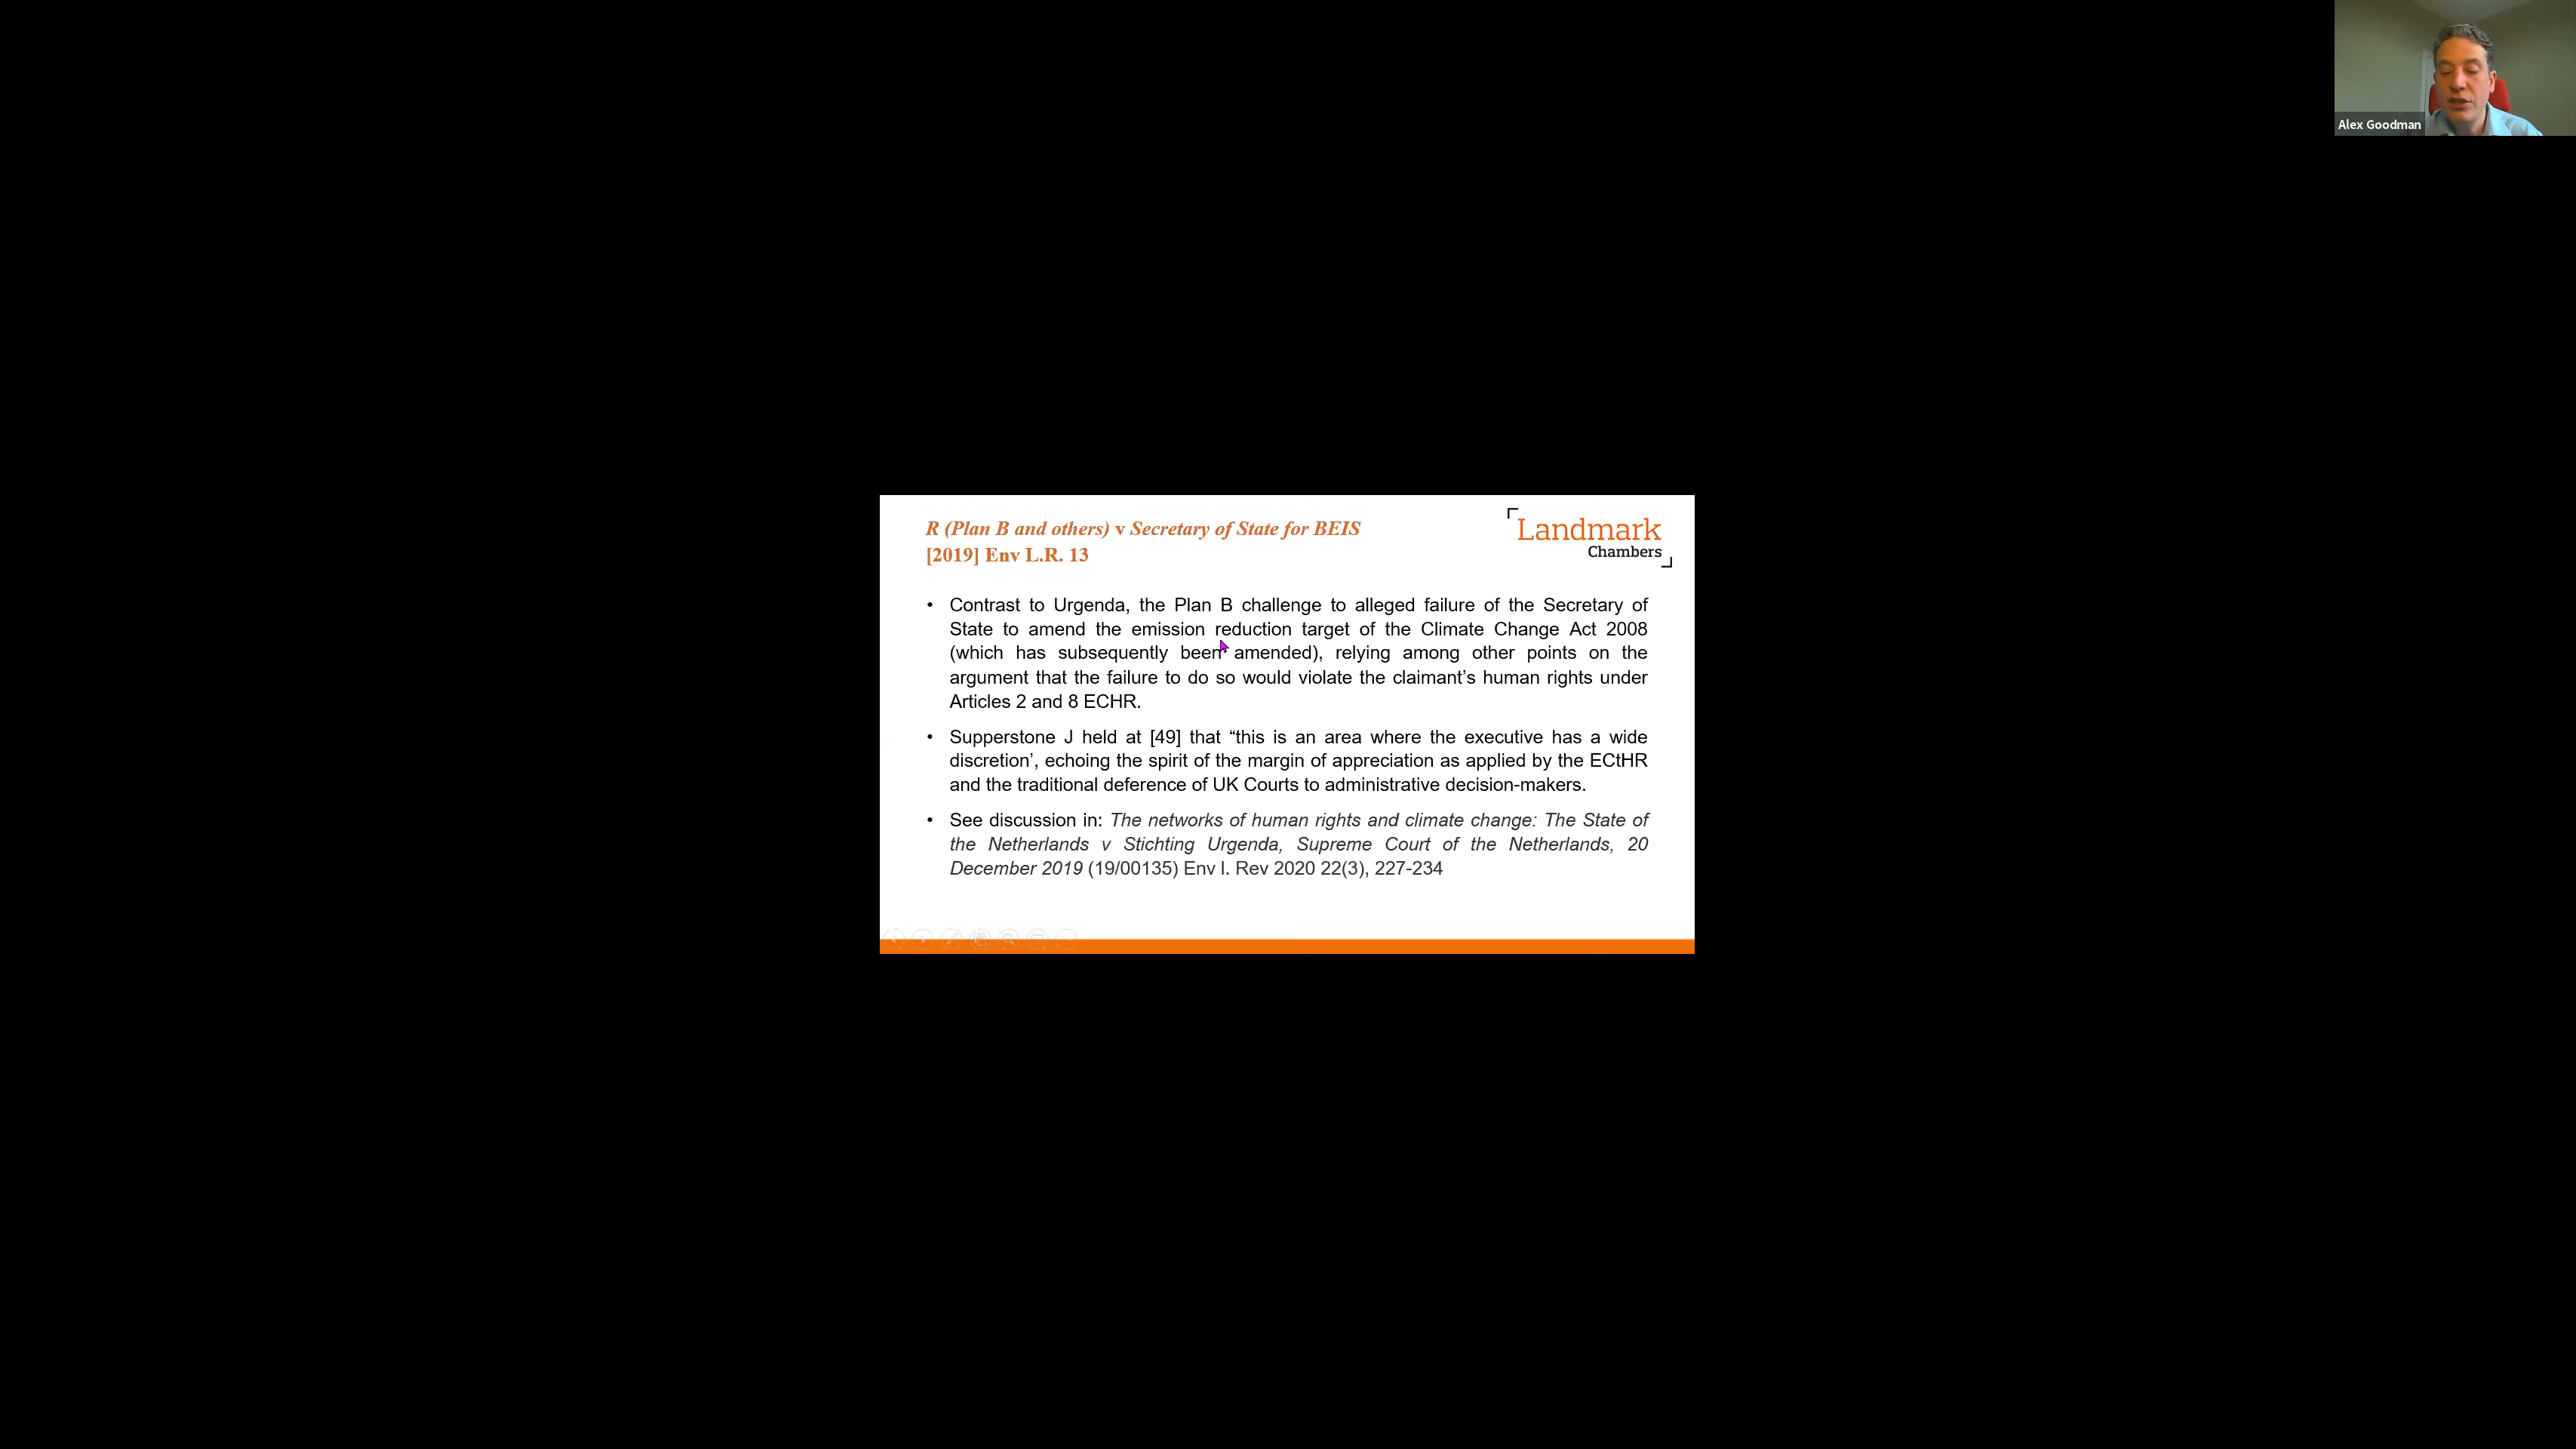 Alex Goodman
R (Plan B and others) v Secretary of State for BEIS
[2019] Env L.R. 13
Landmark
Chambers
• Contrast to Urgenda, the Plan B challenge to alleged failure of the Secretary of
State to amend the emission reduction target of the Climate Change Act 2008
(which has subsequently been amended), relying among other points on the
argument that the failure to do so would violate the claimant’s human rights under
Articles 2 and 8 ECHR.
• Supperstone J held at [49] that “this is an area where the executive has a wide
discretion’, echoing the spirit of the margin of appreciation as applied by the ECtHR
and the traditional deference of UK Courts to administrative decision-makers.
• See discussion in: The networks of human rights and climate change: The State of
the Netherlands v Stichting Urgenda, Supreme Court of the Netherlands, 20
December 2019 (19/00135) Env l. Rev 2020 22(3), 227-234